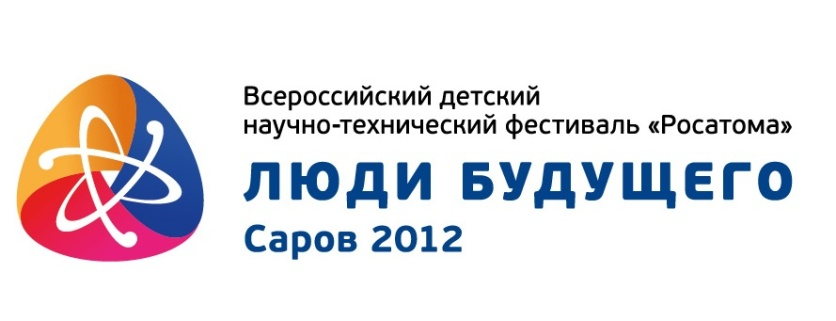 Всероссийский детский
научно-технический фестиваль «Росатома»
ЛЮДИ БУДУЩЕГО
Саров 2012